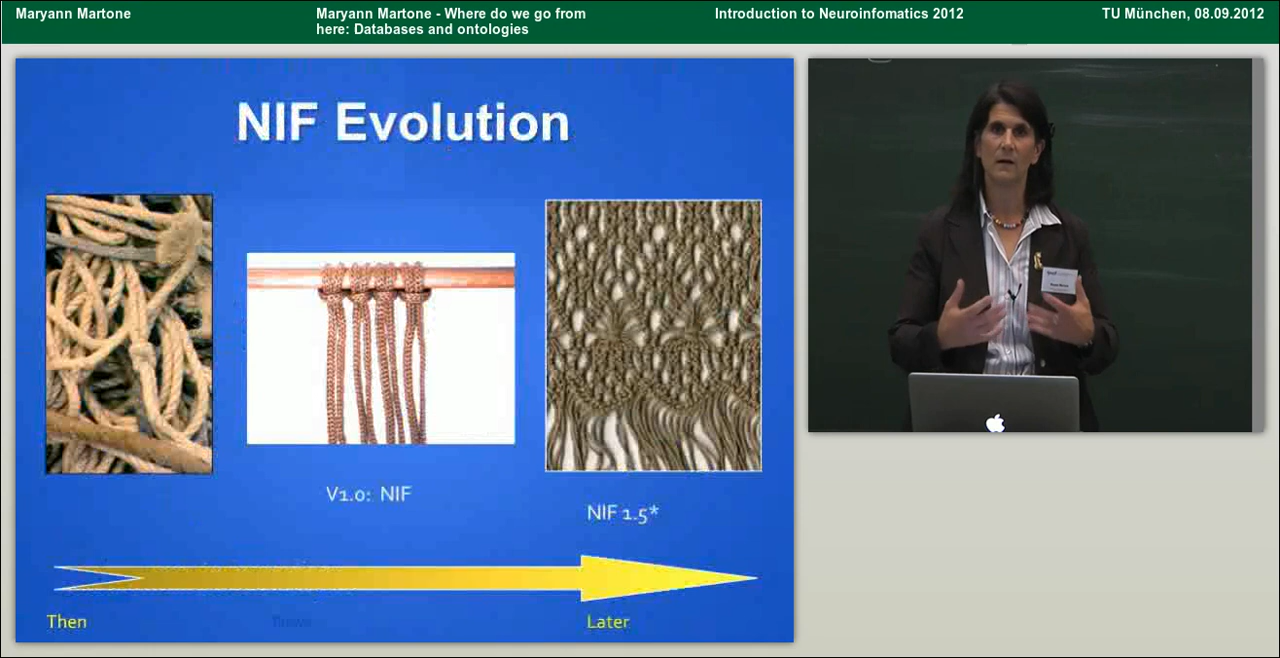 Maryann Martone
Maryann Martone - Where do we go from
here: Databases and ontologies
Introduction to Neuroinfomatics 2012
TU München, 08.09.2012
NIF Evolution
V1.0: NIF
NIF 1.5*
Then
Later